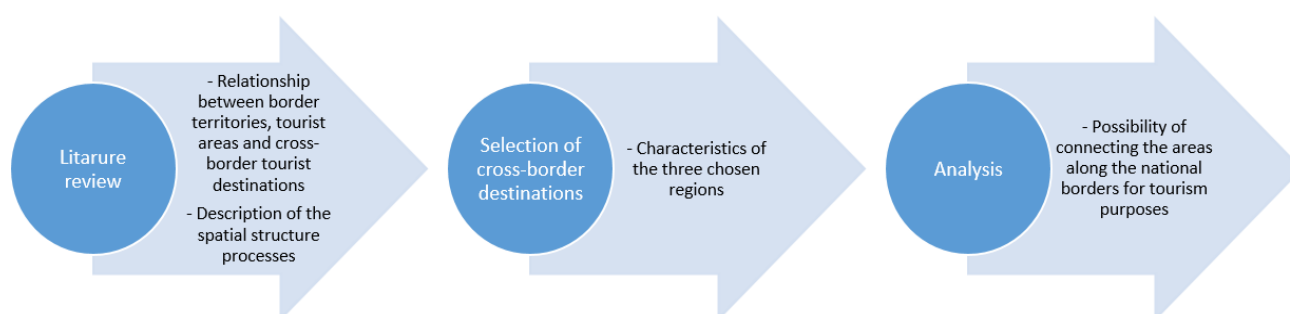 Litarure
review
- Relationship
between border
territories, tourist
areas and cross-
border tourist
destinations
- Description of the
spatial structure
processes
Selection of
cross-border
destinations
- Characteristics of
the three chosen
regions
Analysis
- Possibility of
connecting the areas
along the national
borders for tourism
purposes